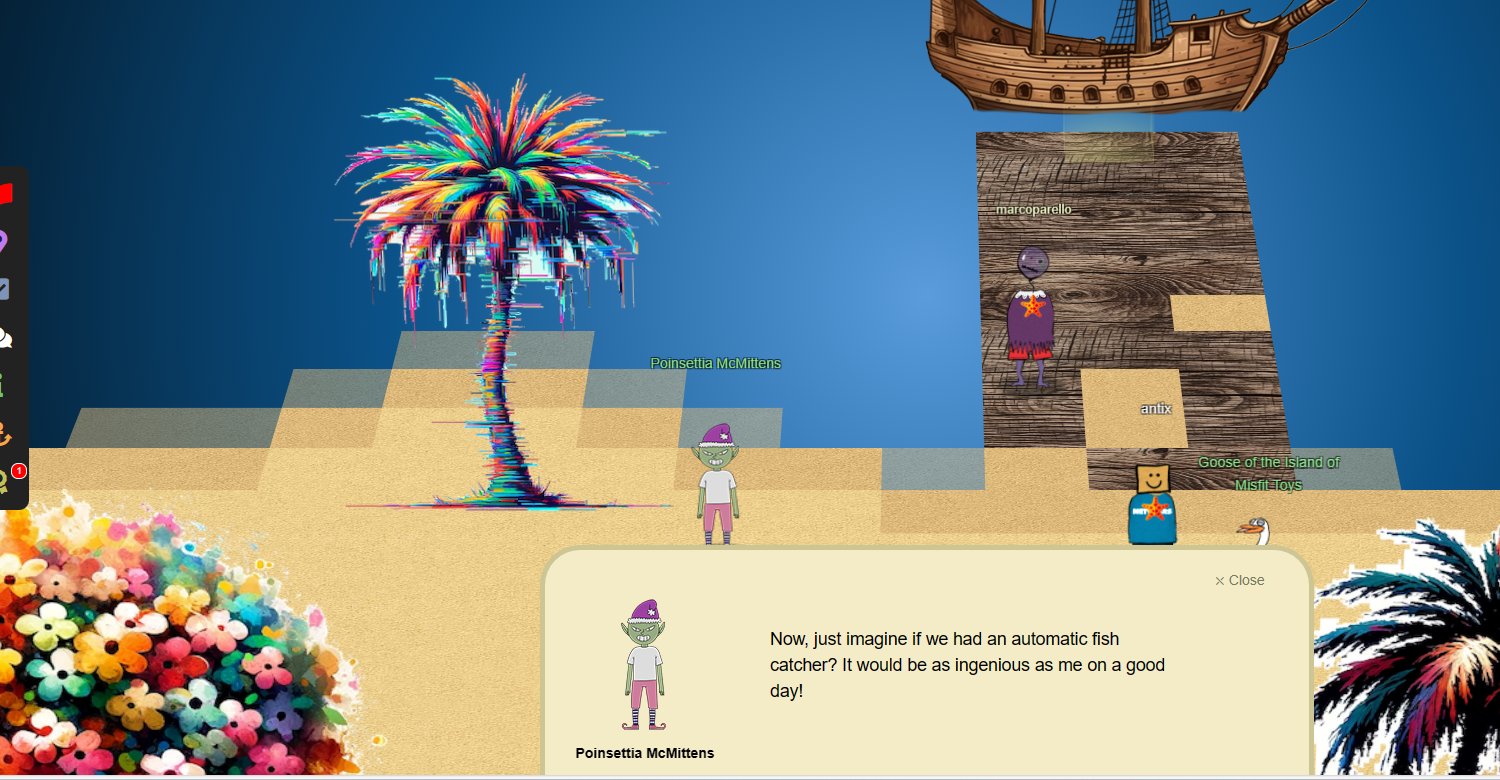 marcoparello
Poinsettia McMittens
antix
Goose of the Island of
Misfit Toys
1
× Close
Now, just imagine if we had an automatic fish
catcher? It would be as ingenious as me on a good
day!
Poinsettia McMittens